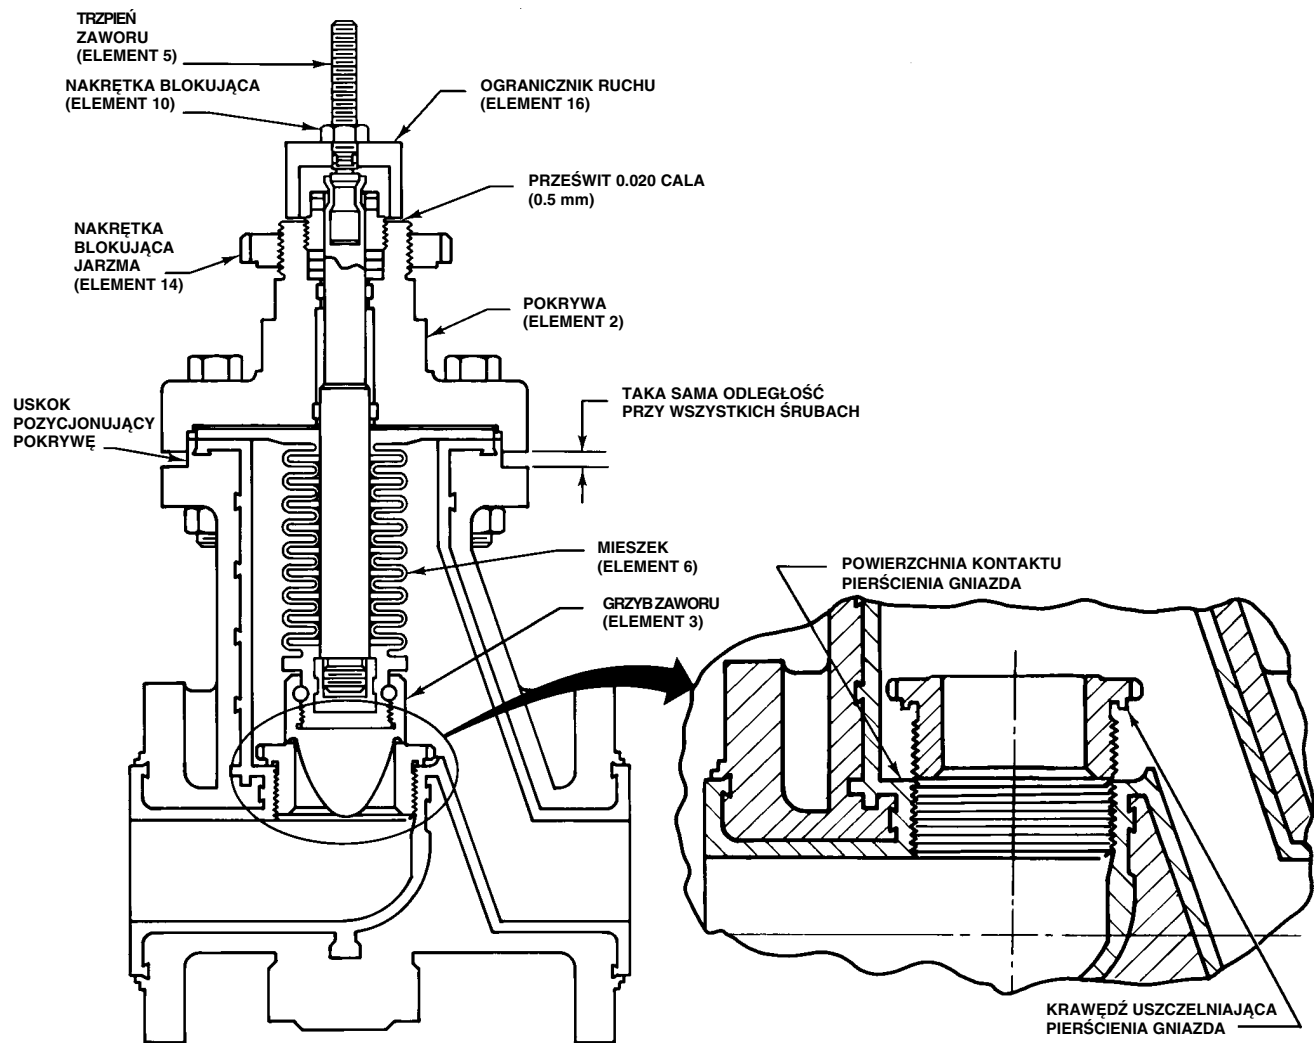 TRZPIEŃ
ZAWORU
(ELEMENT 5)
NAKRĘTKA BLOKUJĄCA
(ELEMENT 10)
OGRANICZNIK RUCHU
(ELEMENT 16)
PRZEŚWIT 0.020 CALA
(0.5 mm)
NAKRĘTKA
BLOKUJĄCA
JARZMA
(ELEMENT 14)
POKRYWA
(ELEMENT 2)
USKOK
POZYCJONUJĄCY
POKRYWĘ
TAKA SAMA ODLEGŁOŚĆ
PRZY WSZYSTKICH ŚRUBACH
MIESZEK
(ELEMENT 6)
GRZYB ZAWORU
(ELEMENT 3)
POWIERZCHNIA KONTAKTU
PIERŚCIENIA GNIAZDA
KRAWĘDŹ USZCZELNIAJĄCA
PIERŚCIENIA GNIAZDA